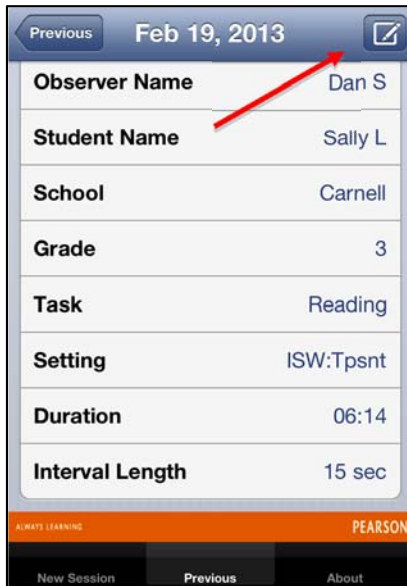 Previous Feb 19, 2013
Observer Name Dan S
Student Name Sally L
School Carnell
Grade 3
Task Reading
Setting ISW:Tpsnt
Duration 06:14
Interval Length 15 sec
ALWAYS LEARNING PEARSON
New Session Previous About